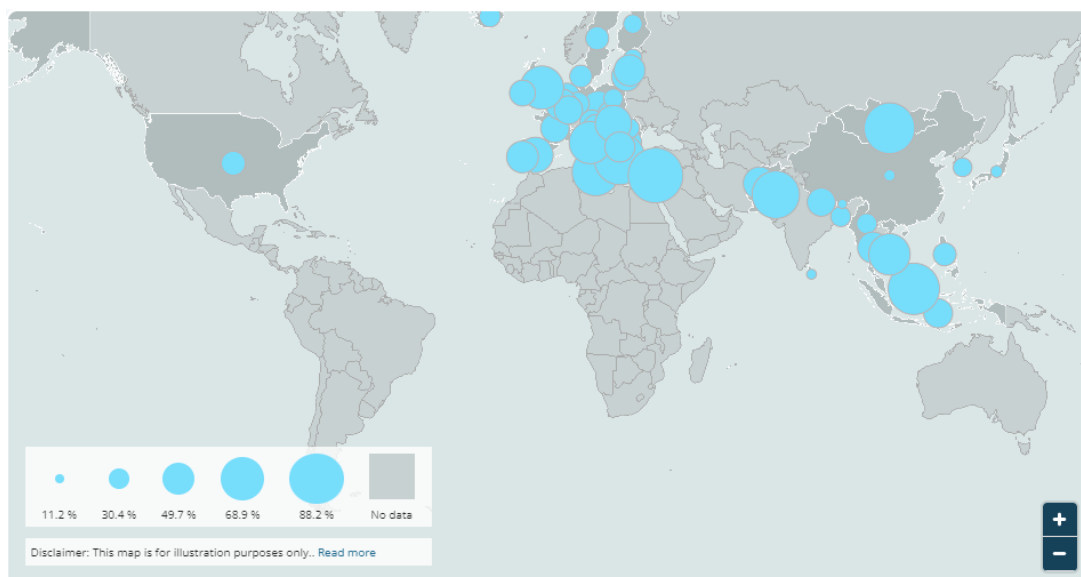 11.2 % 30.4 % 49.7 % 68.9 % 88.2 % No data
Disclaimer: This map is for illustration purposes only.. Read more
+
−